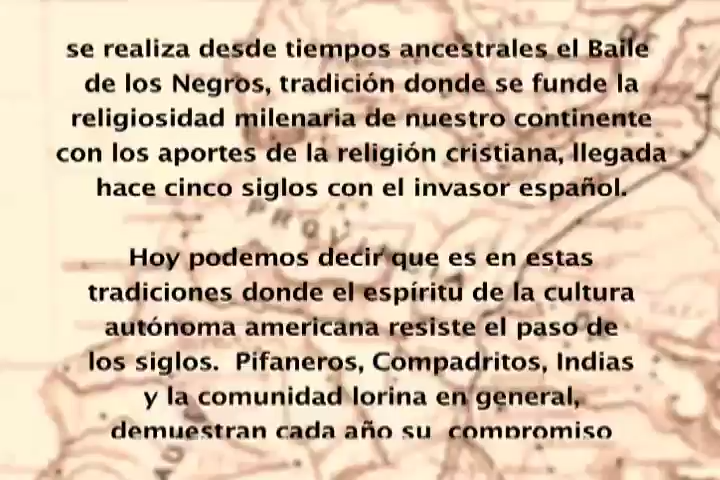 se realiza desde tiempos ancestrales el Baile
de los Negros, tradición donde se funde la
religiosidad milenaria de nuestro continente
con los aportes de la religión cristiana, llegada
hace cinco siglos con el invasor español.
Hoy podemos decir que es en estas
tradiciones donde el espíritu de la cultura
autónoma americana resiste el paso de
los siglos. Pifaneros, Compadritos, Indias
y la comunidad lorina en general,
demuestran cada año su compromiso
PROVINCIA